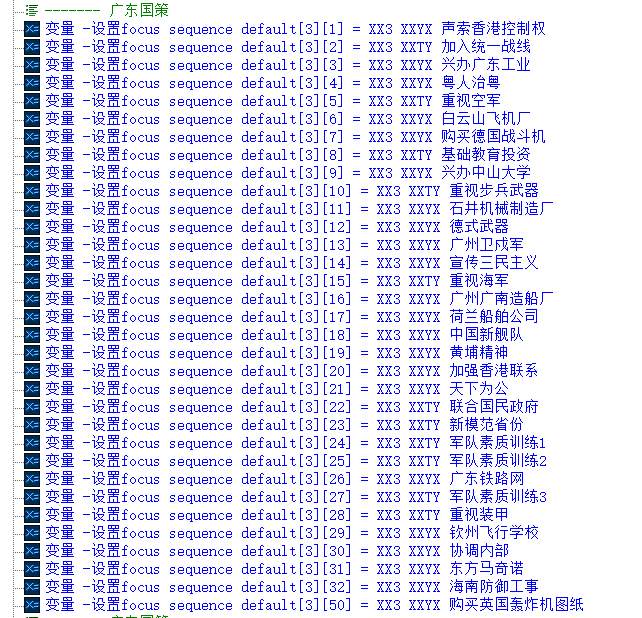 ------- 广东国策
变量 -设置focus sequence default[3][1] = XX3 XXYX 声索香港控制权
变量 -设置focus sequence default[3][2] = XX3 XXTY 加入统一战线
变量 -设置focus sequence default[3][3] = XX3 XXYX 兴办广东工业
变量 -设置focus sequence default[3][4] = XX3 XXYX 粤人治粤
变量 -设置focus sequence default[3][5] = XX3 XXTY 重视空军
变量 -设置focus sequence default[3][6] = XX3 XXYX 白云山飞机厂
变量 -设置focus sequence default[3][7] = XX3 XXYX 购买德国战斗机
变量 -设置focus sequence default[3][8] = XX3 XXTY 基础教育投资
变量 -设置focus sequence default[3][9] = XX3 XXYX 兴办中山大学
变量 -设置focus sequence default[3][10] = XX3 XXTY 重视步兵武器
变量 -设置focus sequence default[3][11] = XX3 XXYX 石井机械制造厂
变量 -设置focus sequence default[3][12] = XX3 XXYX 德式武器
变量 -设置focus sequence default[3][13] = XX3 XXYX 广州卫戍军
变量 -设置focus sequence default[3][14] = XX3 XXYX 宣传三民主义
变量 -设置focus sequence default[3][15] = XX3 XXTY 重视海军
变量 -设置focus sequence default[3][16] = XX3 XXYX 广州广南造船厂
变量 -设置focus sequence default[3][17] = XX3 XXYX 荷兰船舶公司
变量 -设置focus sequence default[3][18] = XX3 XXTY 中国新舰队
变量 -设置focus sequence default[3][19] = XX3 XXYX 黄埔精神
变量 -设置focus sequence default[3][20] = XX3 XXYX 加强香港联系
变量 -设置focus sequence default[3][21] = XX3 XXYX 天下为公
变量 -设置focus sequence default[3][22] = XX3 XXTY 联合国民政府
变量 -设置focus sequence default[3][23] = XX3 XXTY 新模范省份
变量 -设置focus sequence default[3][24] = XX3 XXTY 军队素质训练1
变量 -设置focus sequence default[3][25] = XX3 XXTY 军队素质训练2
变量 -设置focus sequence default[3][26] = XX3 XXYX 广东铁路网
变量 -设置focus sequence default[3][27] = XX3 XXTY 军队素质训练3
变量 -设置focus sequence default[3][28] = XX3 XXTY 重视装甲
变量 -设置focus sequence default[3][29] = XX3 XXYX 钦州飞行学校
变量 -设置focus sequence default[3][30] = XX3 XXYX 协调内部
变量 -设置focus sequence default[3][31] = XX3 XXYX 东方马奇诺
变量 -设置focus sequence default[3][32] = XX3 XXYX 海南防御工事
变量 -设置focus sequence default[3][50] = XX3 XXYX 购买英国轰炸机图纸